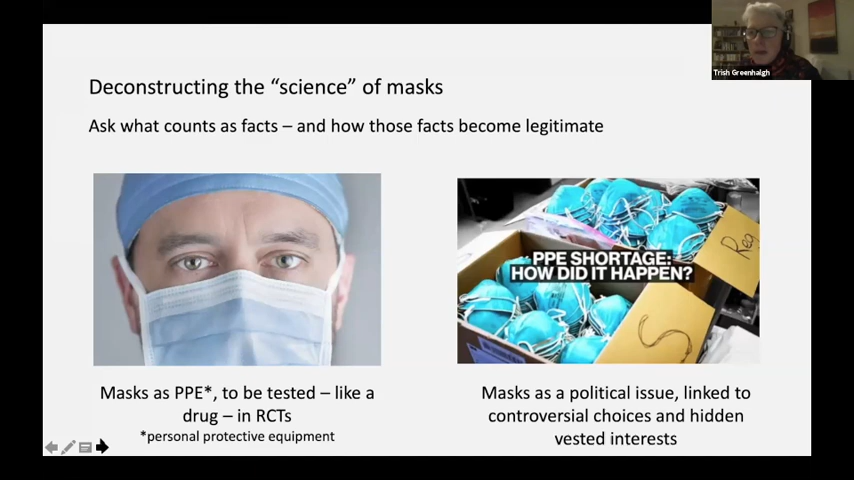 Trish Greenhalgh
Deconstructing the “science” of masks
Ask what counts as facts – and how those facts become legitimate
PPE SHORTAGE:
HOW DID IT HAPPEN?
Reg
S
Masks as PPE*, to be tested – like a
drug – in RCTs
*personal protective equipment
Masks as a political issue, linked to
controversial choices and hidden
vested interests